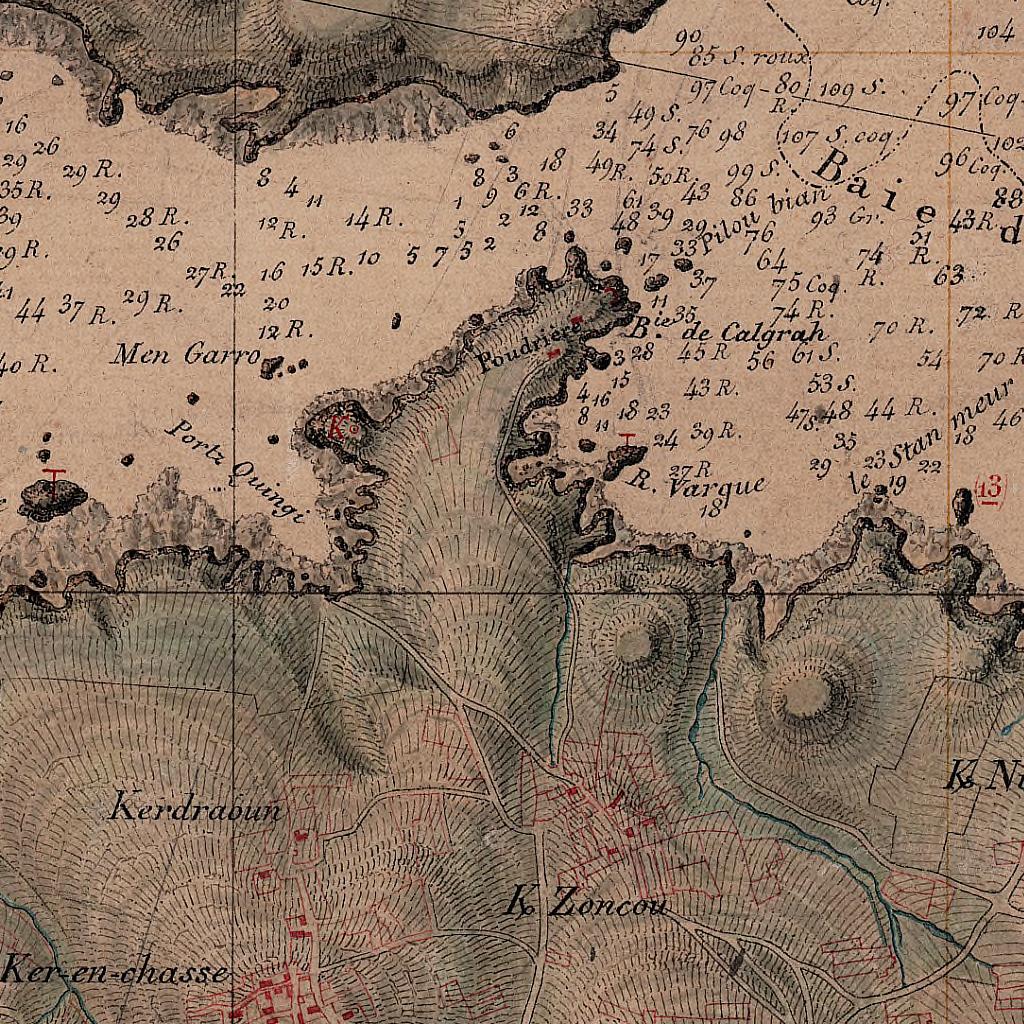 90
104
85 S. roux
97 Coq
80 R.
109 S.
97 Coq.
5
49 S.
34
74 S.
76
98
107 S. coq.
102
16
6
26
29
29 R.
8
3
18
49 R.
50 R.
99 S.
96 Coq.
8
4
11
35 R.
29
9
6 R.
1
61
43
86
88
Baie d
39
28 R.
12 R.
14 R.
5
2
12
8
33
48
39
29
Pilou bian
93 Gr.
43 R.
26
33
76
51 R.
27 R.
16
15 R.
10
5
7
5
2
17
64
74 R.
22
37
75 Coq.
63
44
37 R.
29 R.
20
11
35
74 R.
72 R.
12 R.
Bie. de Calgrah
70 R.
Men Garro
Poudrière
3
28
45 R
56
61 S.
54
70 R
40 R.
15
43 R.
53 S.
4
16
8
11
18
23
47 S.
48
44 R.
46
K
T
24
39 R.
35
18
Portz Quingi
27 R
29
23
22
le Stan meur
T
R. Vargue
19
18
13
K. Ni
Kerdraoun
K. Zoncou
Ker-en-chasse